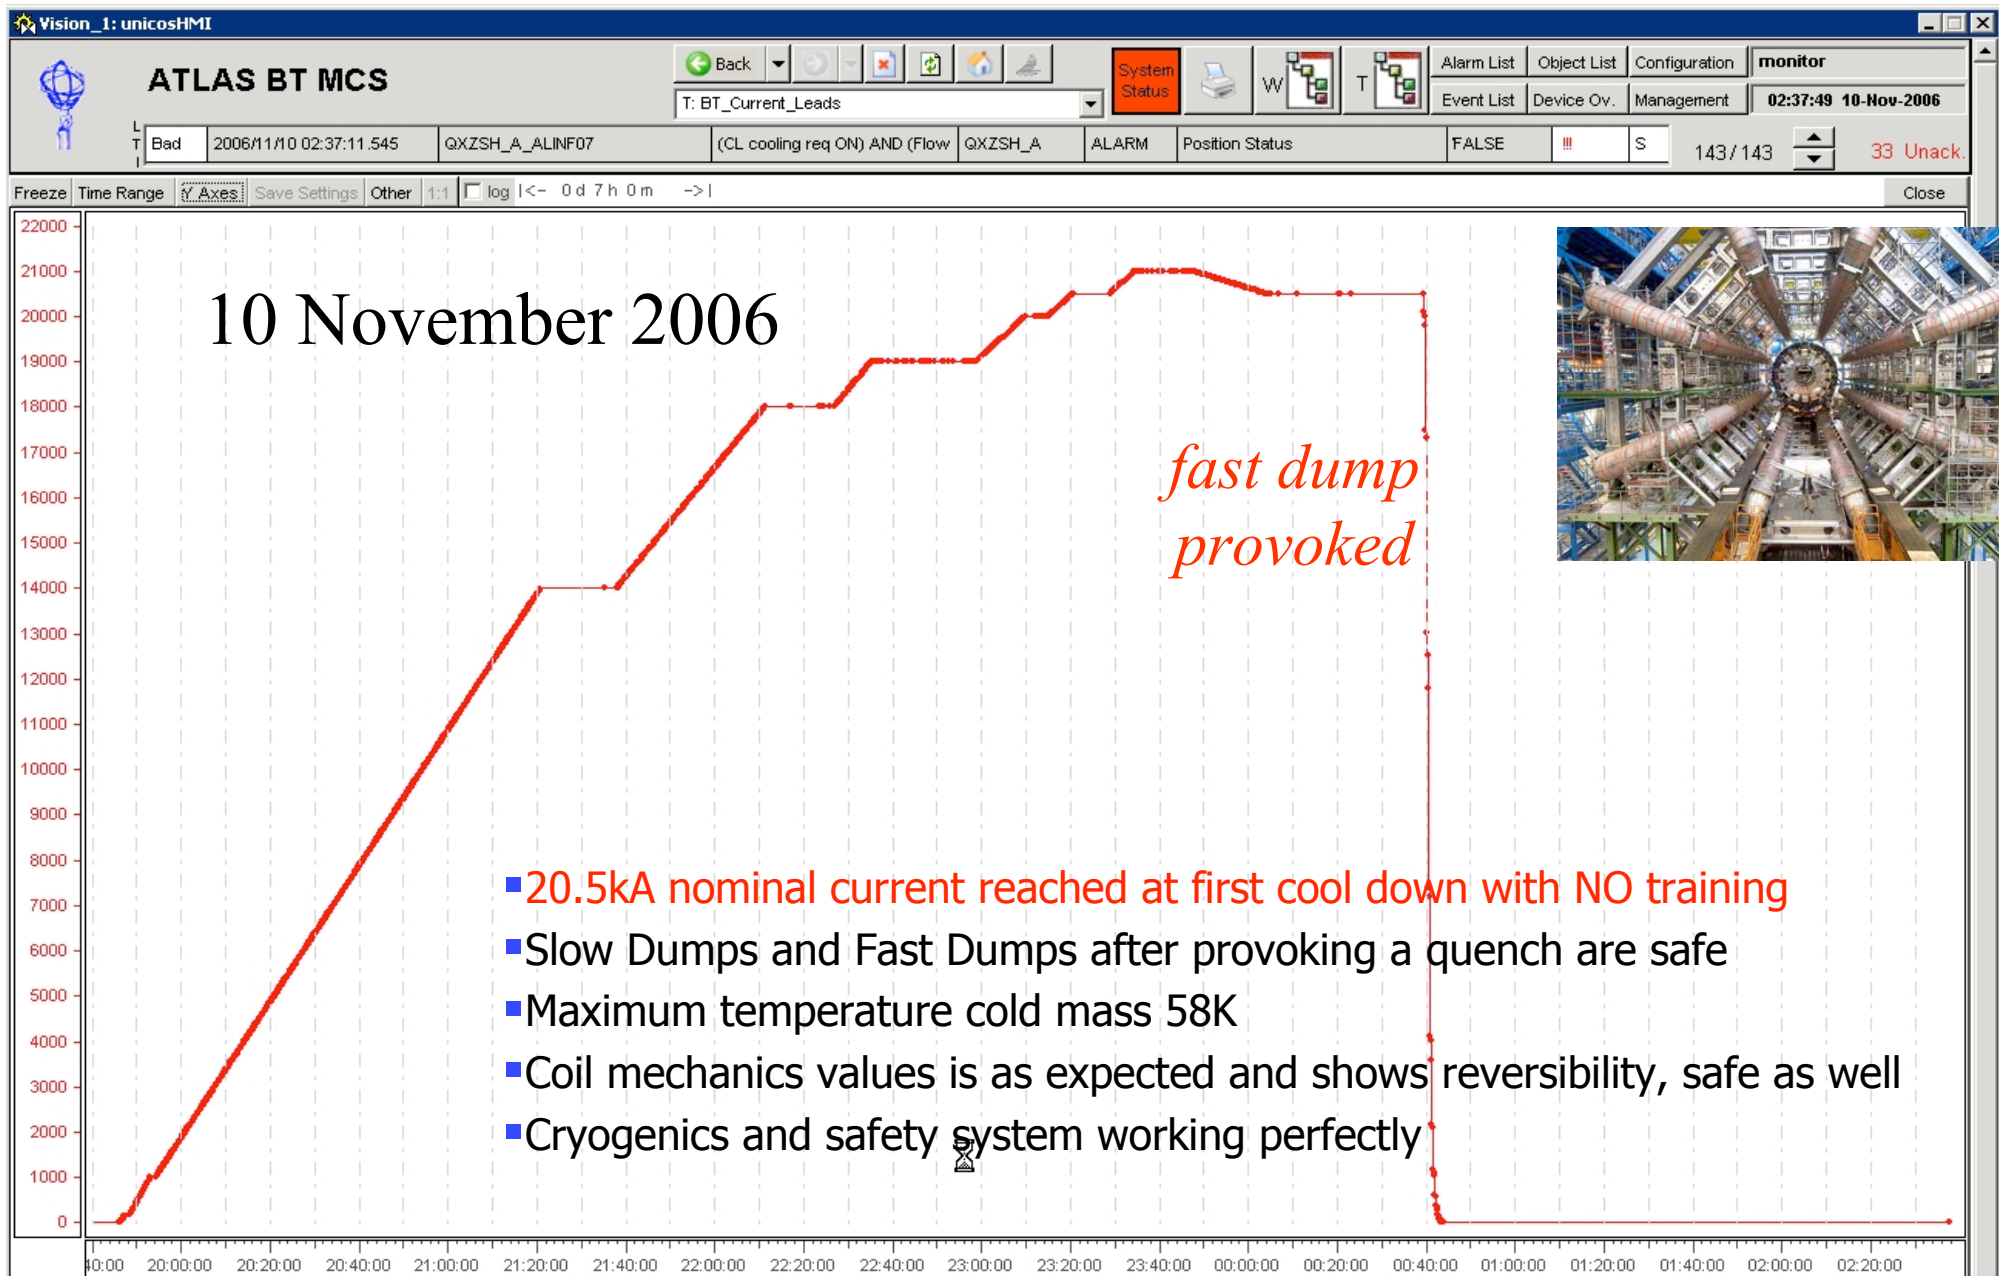 Vision_1: unicosHMI
ATLAS BT MCS
Back
T: BT_Current_Leads
System
Status
W
T
Alarm List Object List Configuration monitor
Event List Device Ov. Management 02:37:49 10-Nov-2006
L
T
I
Bad 2006/11/10 02:37:11.545 QXZSH_A_ALINF07 (CL cooling req ON) AND (Flow QXZSH_A ALARM Position Status FALSE !!! S 143/143 33 Unack.
Freeze Time Range Y Axes Save Settings Other 1:1 log |<- 0 d 7 h 0 m ->| Close
22000
21000
20000
19000
18000
17000
16000
15000
14000
13000
12000
11000
10000
9000
8000
7000
6000
5000
4000
3000
2000
1000
0
10 November 2006
fast dump
provoked
▪20.5kA nominal current reached at first cool down with NO training
▪Slow Dumps and Fast Dumps after provoking a quench are safe
▪Maximum temperature cold mass 58K
▪Coil mechanics values is as expected and shows reversibility, safe as well
▪Cryogenics and safety system working perfectly
40:00 20:00:00 20:20:00 20:40:00 21:00:00 21:20:00 21:40:00 22:00:00 22:20:00 22:40:00 23:00:00 23:20:00 23:40:00 00:00:00 00:20:00 00:40:00 01:00:00 01:20:00 01:40:00 02:00:00 02:20:00